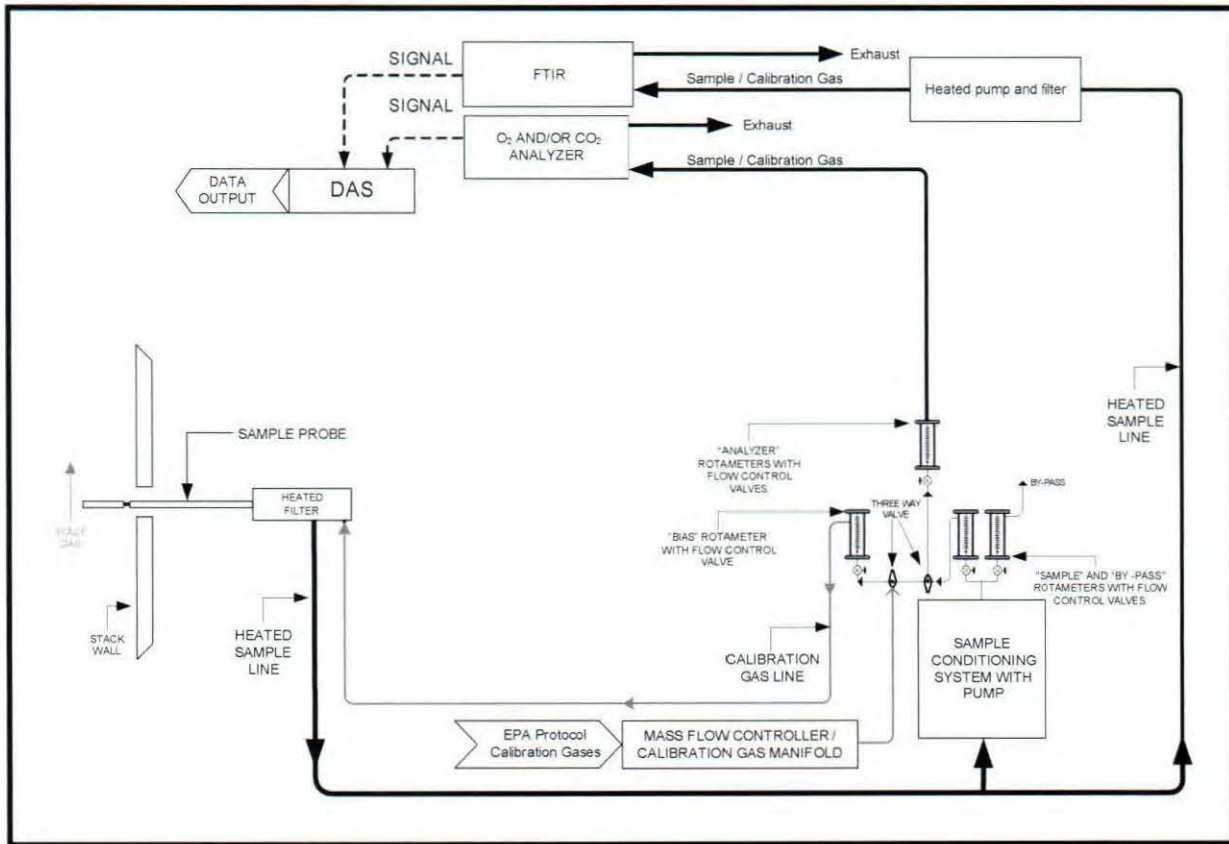 SIGNAL
FTIR
Exhaust
Sample / Calibration Gas
Heated pump and filter
SIGNAL
O₂ AND/OR CO₂
ANALYZER
Exhaust
Sample / Calibration Gas
DATA
OUTPUT
DAS
HEATED
SAMPLE
LINE
SAMPLE PROBE
"ANALYZER"
ROTAMETERS WITH
FLOW CONTROL
VALVES
HEATED
FILTER
STACK
GAS
THREE WAY
VALVE
BY-PASS
"BIAS" ROTAMETER
WITH FLOW CONTROL
VALVE
"SAMPLE" AND "BY -PASS"
ROTAMETERS WITH FLOW
CONTROL VALVES
STACK
WALL
HEATED
SAMPLE
LINE
CALIBRATION
GAS LINE
SAMPLE
CONDITIONING
SYSTEM WITH
PUMP
EPA Protocol
Calibration Gases
MASS FLOW CONTROLLER /
CALIBRATION GAS MANIFOLD